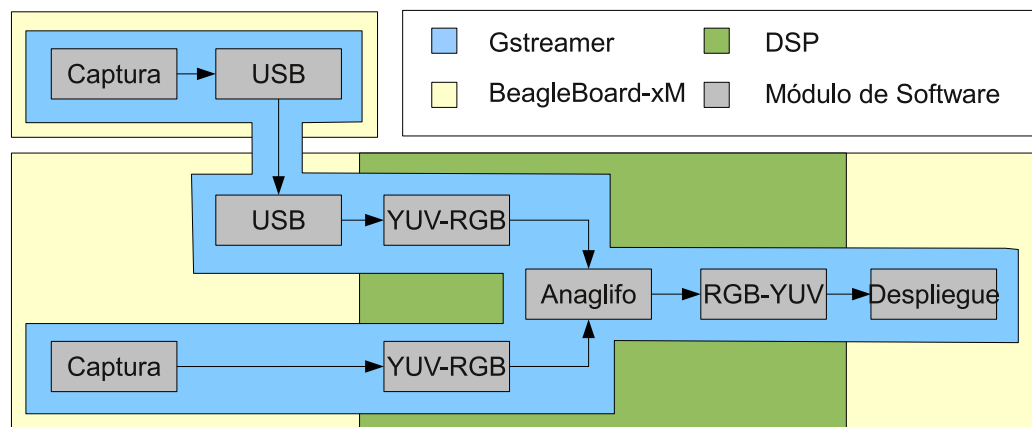 Captura
USB
Gstreamer
DSP
BeagleBoard-xM
Módulo de Software
USB
YUV-RGB
Anaglifo
RGB-YUV
Despliegue
Captura
YUV-RGB